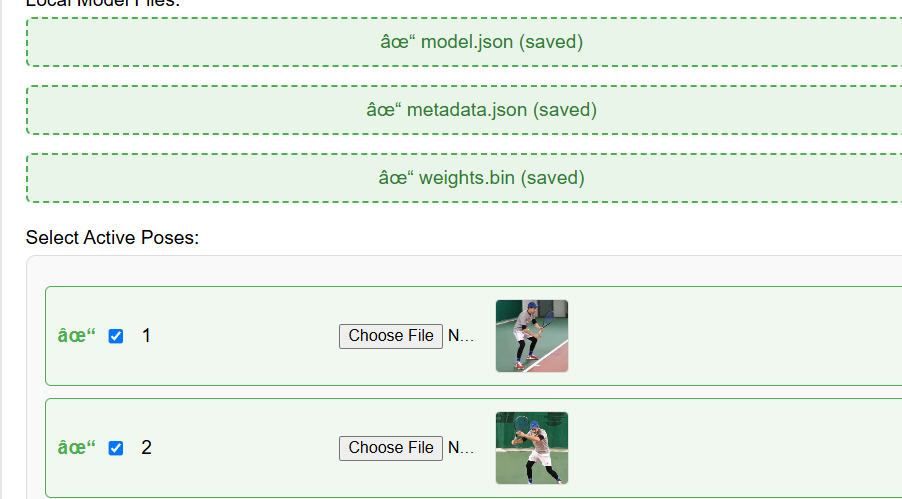 Local Model Files:
âœ“ model.json (saved)
âœ“ metadata.json (saved)
âœ“ weights.bin (saved)
Select Active Poses:
âœ“ 1 Choose File N...
âœ“ 2 Choose File N...